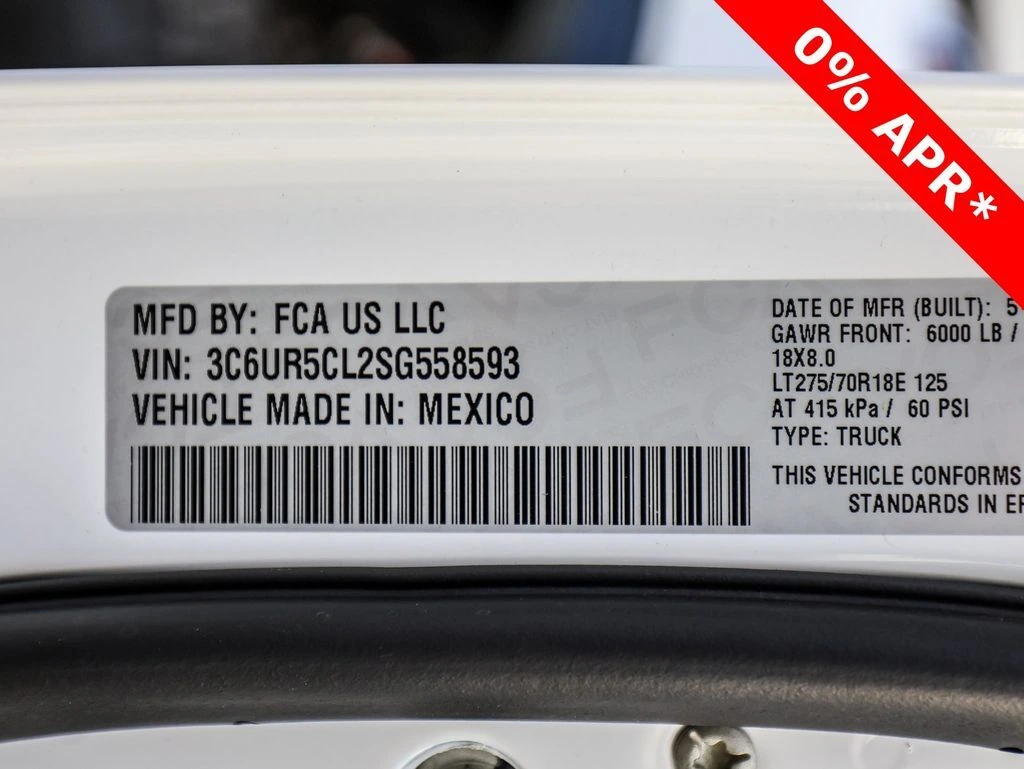 0% APR*
MFD BY: FCA US LLC
VIN: 3C6UR5CL2SG558593
VEHICLE MADE IN: MEXICO
DATE OF MFR (BUILT): 5
GAWR FRONT: 6000 LB /
18X8.0
LT275/70R18E 125
AT 415 kPa / 60 PSI
TYPE: TRUCK
THIS VEHICLE CONFORMS
STANDARDS IN